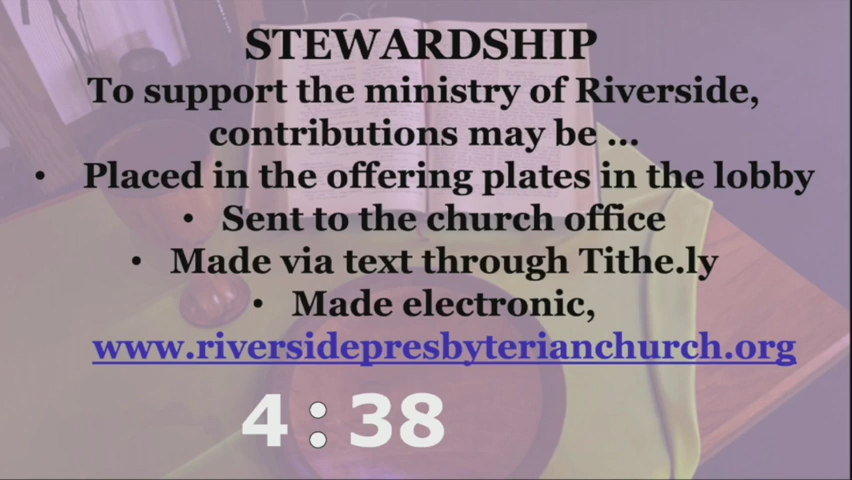 STEWARDSHIP
To support the ministry of Riverside,
contributions may be ...
• Placed in the offering plates in the lobby
• Sent to the church office
• Made via text through Tithe.ly
• Made electronic,
www.riversidepresbyterianchurch.org
4:38